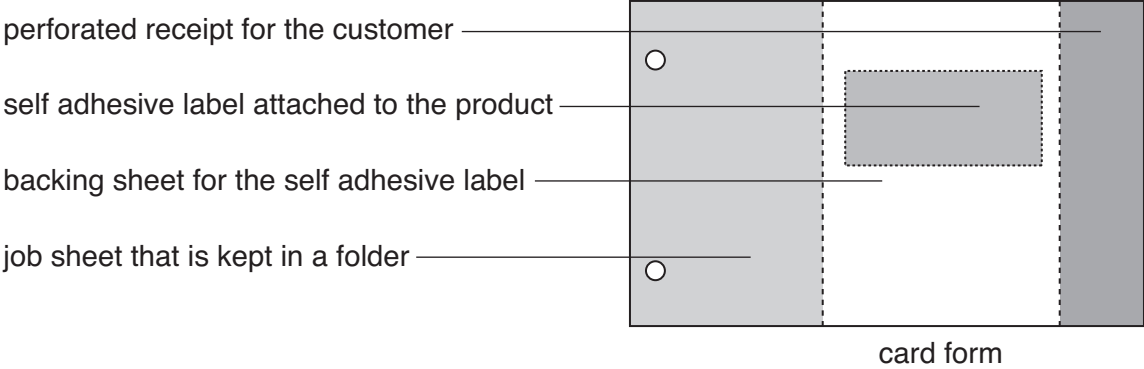 perforated receipt for the customer
self adhesive label attached to the product
backing sheet for the self adhesive label
job sheet that is kept in a folder
card form